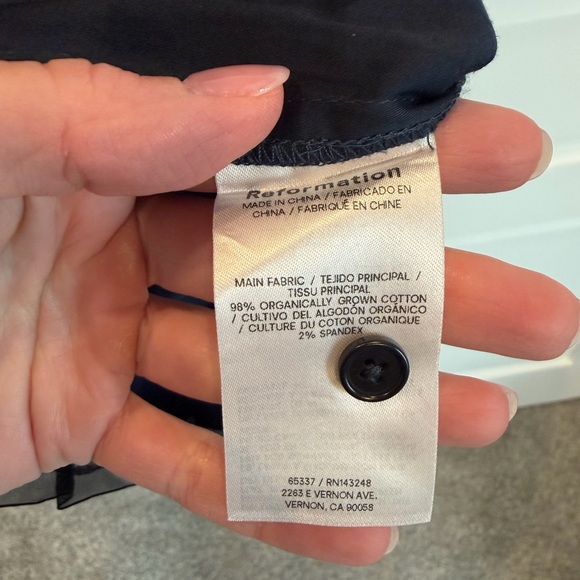 Reformation
MADE IN CHINA / FABRICADO EN
CHINA / FABRIQUÉ EN CHINE
MAIN FABRIC / TEJIDO PRINCIPAL /
TISSU PRINCIPAL
98% ORGANICALLY GROWN COTTON
/ CULTIVO DEL ALGODÓN ORGÁNICO
/ CULTURE DU COTON ORGANIQUE
2% SPANDEX
65337 / RN143248
2263 E VERNON AVE.
VERNON, CA 90058